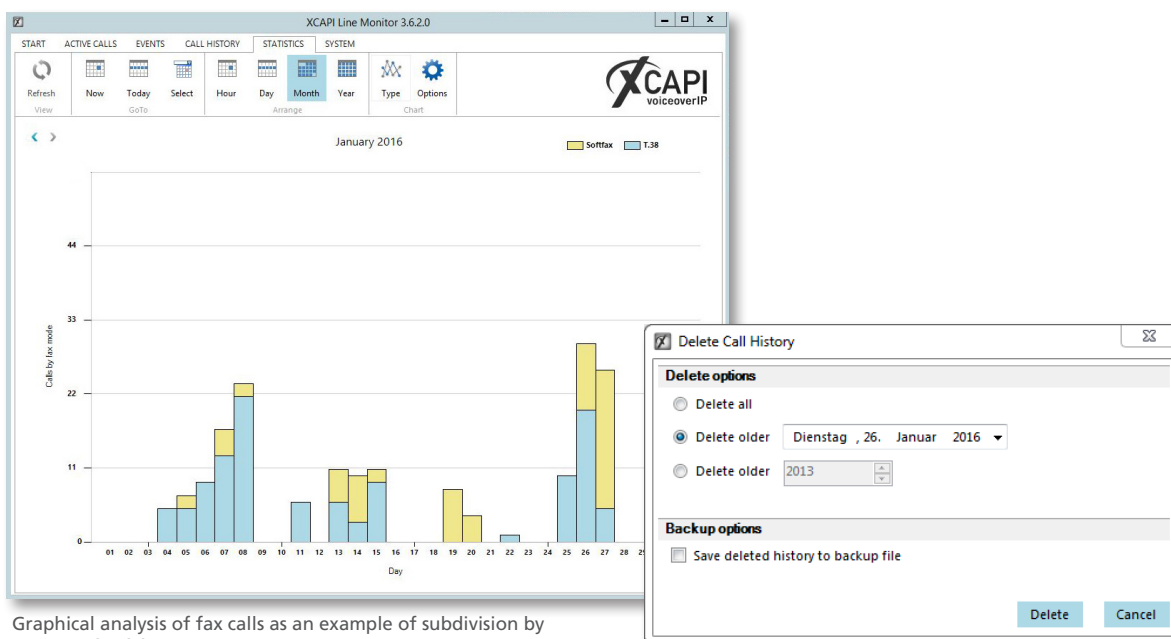 XCAPI Line Monitor 3.6.2.0
START ACTIVE CALLS EVENTS CALL HISTORY STATISTICS SYSTEM
Refresh Now Today Select Hour Day Month Year Type Options
View GoTo Arrange Chart
XCAPI
voiceoverIP
January 2016
Softfax T.38
44
33
22
11
0
Calls by fax mode
01 02 03 04 05 06 07 08 09 10 11 12 13 14 15 16 17 18 19 20 21 22 23 24 25 26 27 28
Day
Delete Call History
Delete options
Delete all
Delete older Dienstag , 26. Januar 2016
Delete older 2013
Backup options
Save deleted history to backup file
Delete Cancel
Graphical analysis of fax calls as an example of subdivision by